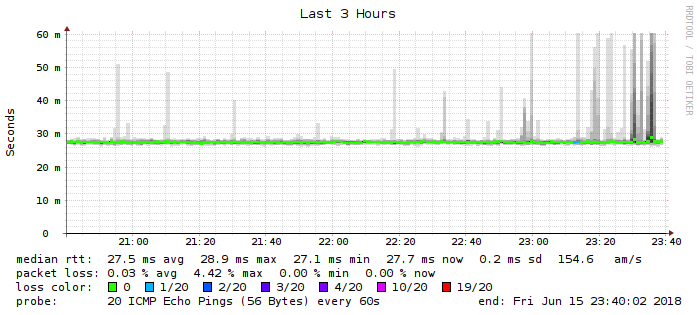 Last 3 Hours
RRDTOOL / TOBI OETIKER
Seconds
60 m
50 m
40 m
30 m
20 m
10 m
0
21:00 21:20 21:40 22:00 22:20 22:40 23:00 23:20 23:40
median rtt: 27.5 ms avg 28.9 ms max 27.1 ms min 27.7 ms now 0.2 ms sd 154.6 am/s
packet loss: 0.03 % avg 4.42 % max 0.00 % min 0.00 % now
loss color: 0 1/20 2/20 3/20 4/20 10/20 19/20
probe: 20 ICMP Echo Pings (56 Bytes) every 60s end: Fri Jun 15 23:40:02 2018